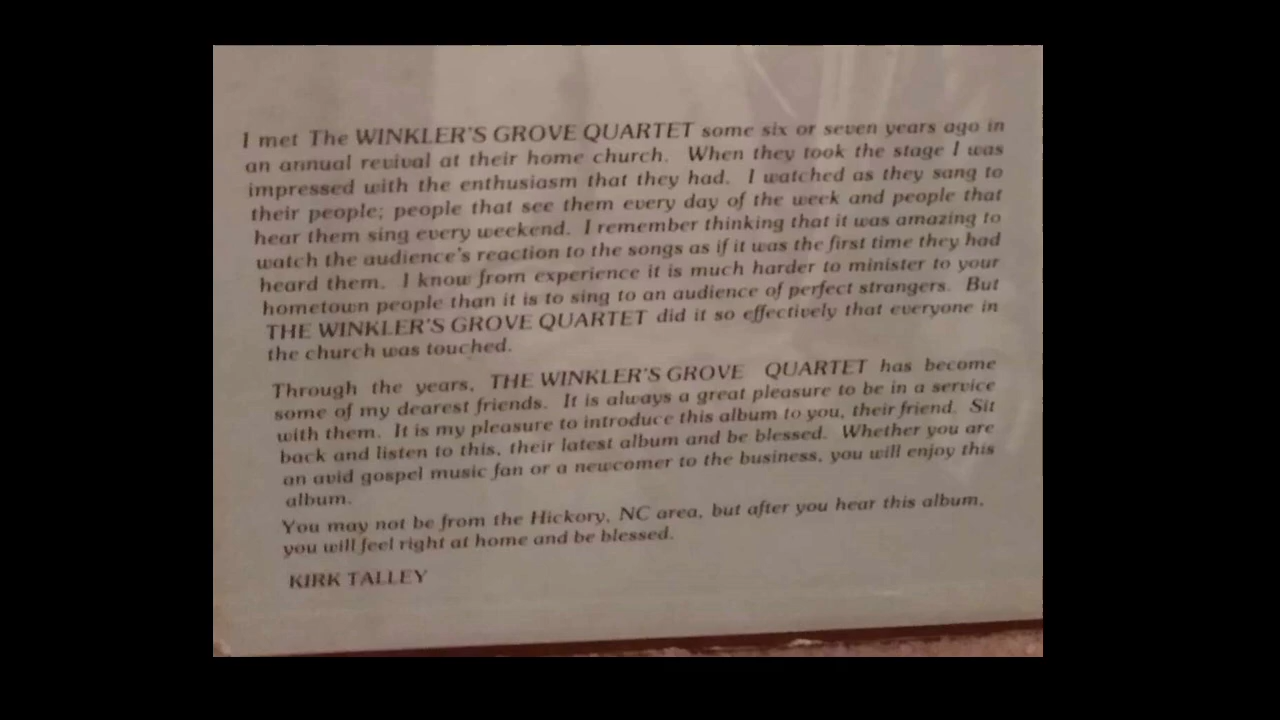 I met The WINKLER'S GROVE QUARTET some six or seven years ago in
an annual revival at their home church. When they took the stage I was
impressed with the enthusiasm that they had. I watched as they sang to
their people; people that see them every day of the week and people that
hear them sing every weekend. I remember thinking that it was amazing to
watch the audience's reaction to the songs as if it was the first time they had
heard them. I know from experience it is much harder to minister to your
hometown people than it is to sing to an audience of perfect strangers. But
THE WINKLER'S GROVE QUARTET did it so effectively that everyone in
the church was touched.
Through the years, THE WINKLER'S GROVE QUARTET has become
some of my dearest friends. It is always a great pleasure to be in a service
with them. It is my pleasure to introduce this album to you, their friend. Sit
back and listen to this, their latest album and be blessed. Whether you are
an avid gospel music fan or a newcomer to the business, you will enjoy this
album.
You may not be from the Hickory, NC area, but after you hear this album,
you will feel right at home and be blessed.
KIRK TALLEY